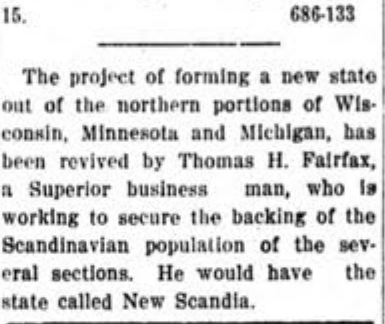 15. 686-133
The project of forming a new state
out of the northern portions of Wis-
consin, Minnesota and Michigan, has
been revived by Thomas H. Fairfax,
a Superior business man, who is
working to secure the backing of the
Scandinavian population of the sev-
eral sections. He would have the
state called New Scandia.